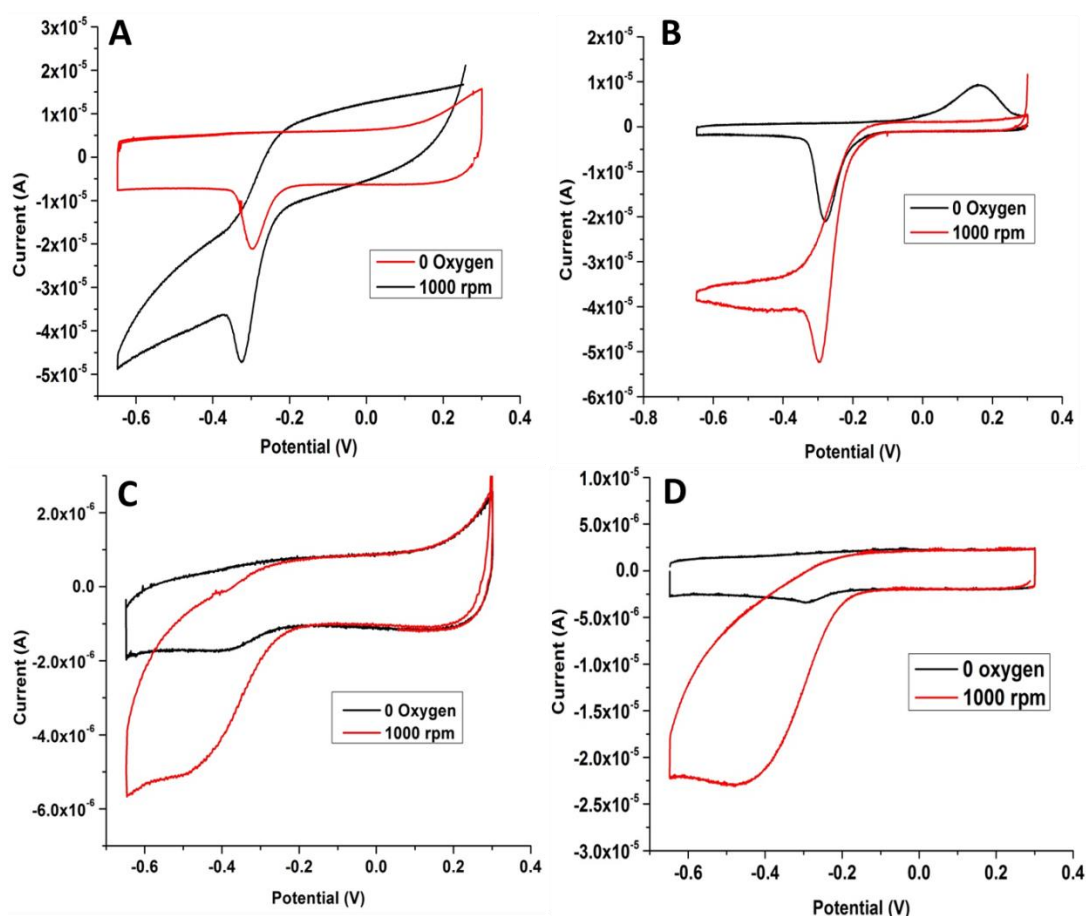 A
3x10⁻⁵
2x10⁻⁵
1x10⁻⁵
0
-1x10⁻⁵
-2x10⁻⁵
-3x10⁻⁵
-4x10⁻⁵
-5x10⁻⁵
Current (A)
0 Oxygen
1000 rpm
-0.6 -0.4 -0.2 0.0 0.2 0.4
Potential (V)
B
2x10⁻⁵
1x10⁻⁵
0
-1x10⁻⁵
-2x10⁻⁵
-3x10⁻⁵
-4x10⁻⁵
-5x10⁻⁵
-6x10⁻⁵
Current (A)
0 Oxygen
1000 rpm
-0.8 -0.6 -0.4 -0.2 0.0 0.2 0.4
Potential (V)
C
2.0x10⁻⁶
0.0
-2.0x10⁻⁶
-4.0x10⁻⁶
-6.0x10⁻⁶
Current (A)
0 Oxygen
1000 rpm
-0.6 -0.4 -0.2 0.0 0.2 0.4
Potential (V)
D
1.0x10⁻⁵
5.0x10⁻⁶
0.0
-5.0x10⁻⁶
-1.0x10⁻⁵
-1.5x10⁻⁵
-2.0x10⁻⁵
-2.5x10⁻⁵
-3.0x10⁻⁵
Current (A)
0 oxygen
1000 rpm
-0.6 -0.4 -0.2 0.0 0.2 0.4
Potential (V)